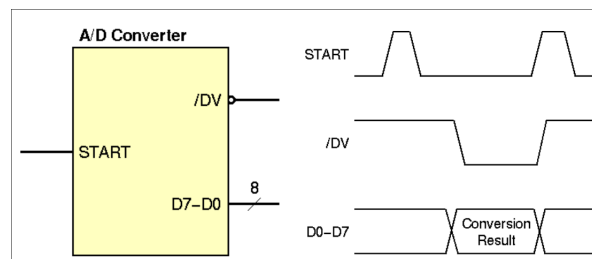 A/D Converter
/DV
START
8
D7–D0
START
/DV
D0–D7
Conversion
Result